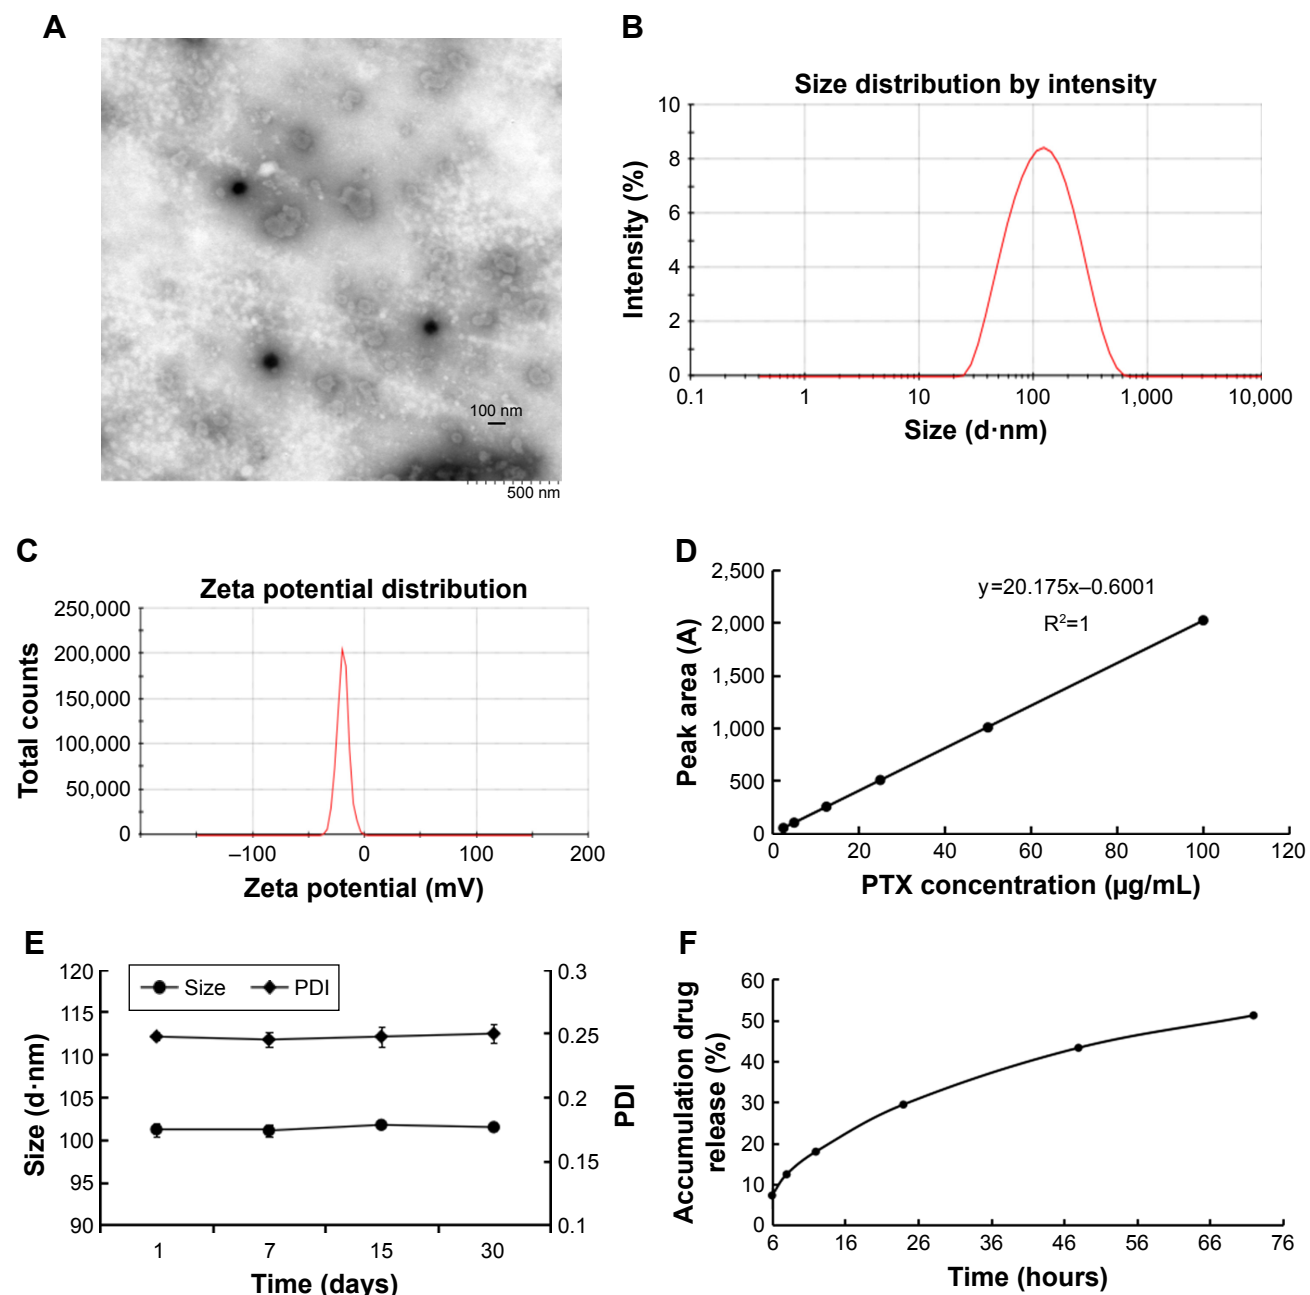 A
100 nm
500 nm
B
Size distribution by intensity
Intensity (%)
10
8
6
4
2
0
0.1 1 10 100 1,000 10,000
Size (d·nm)
C
Zeta potential distribution
Total counts
250,000
200,000
150,000
100,000
50,000
0
–100 0 100 200
Zeta potential (mV)
D
y=20.175x–0.6001
R²=1
Peak area (A)
2,500
2,000
1,500
1,000
500
0
0 20 40 60 80 100 120
PTX concentration (µg/mL)
E
Size PDI
Size (d·nm)
120
115
110
105
100
95
90
0.3
0.25
0.2
0.15
0.1
PDI
1 7 15 30
Time (days)
F
Accumulation drug
release (%)
60
50
40
30
20
10
0
6 16 26 36 46 56 66 76
Time (hours)